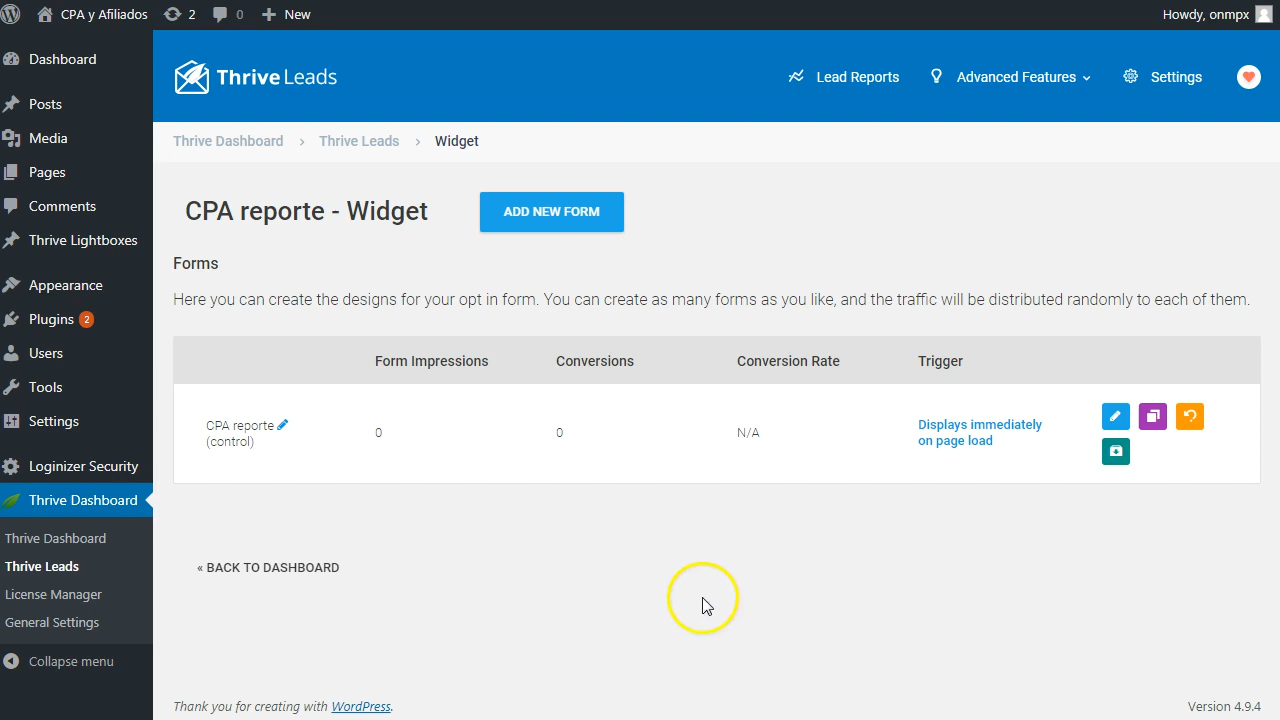 CPA y Afiliados 2 0 New Howdy, onmpx
Dashboard
Posts
Media
Pages
Comments
Thrive Lightboxes
Appearance
Plugins 2
Users
Tools
Settings
Loginizer Security
Thrive Dashboard
Thrive Dashboard
Thrive Leads
License Manager
General Settings
Collapse menu
Thrive Leads
Lead Reports Advanced Features Settings
Thrive Dashboard > Thrive Leads > Widget
CPA reporte - Widget ADD NEW FORM
Forms
Here you can create the designs for your opt in form. You can create as many forms as you like, and the traffic will be distributed randomly to each of them.
Form Impressions Conversions Conversion Rate Trigger
CPA reporte
(control)
0 0 N/A
Displays immediately
on page load
« BACK TO DASHBOARD
Thank you for creating with WordPress. Version 4.9.4